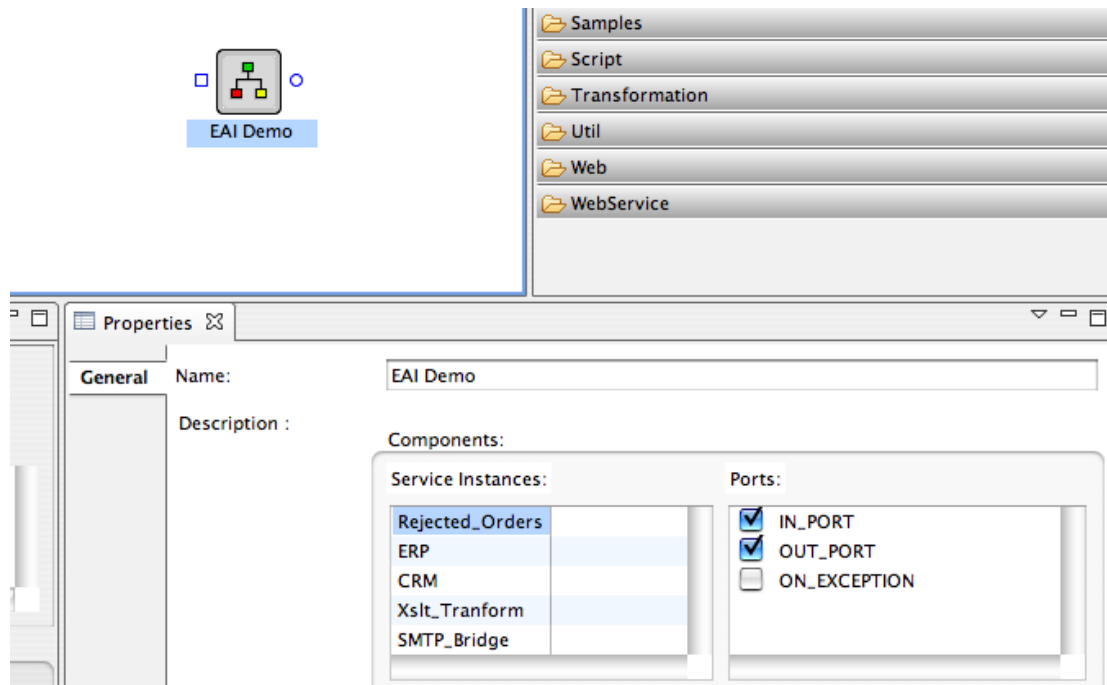 Samples
Script
EAI Demo
Transformation
Util
Web
WebService
Properties
General
Name:
EAI Demo
Description :
Components:
Service Instances:
Ports:
Rejected_Orders
IN_PORT
ERP
OUT_PORT
CRM
ON_EXCEPTION
Xslt_Tranform
SMTP_Bridge